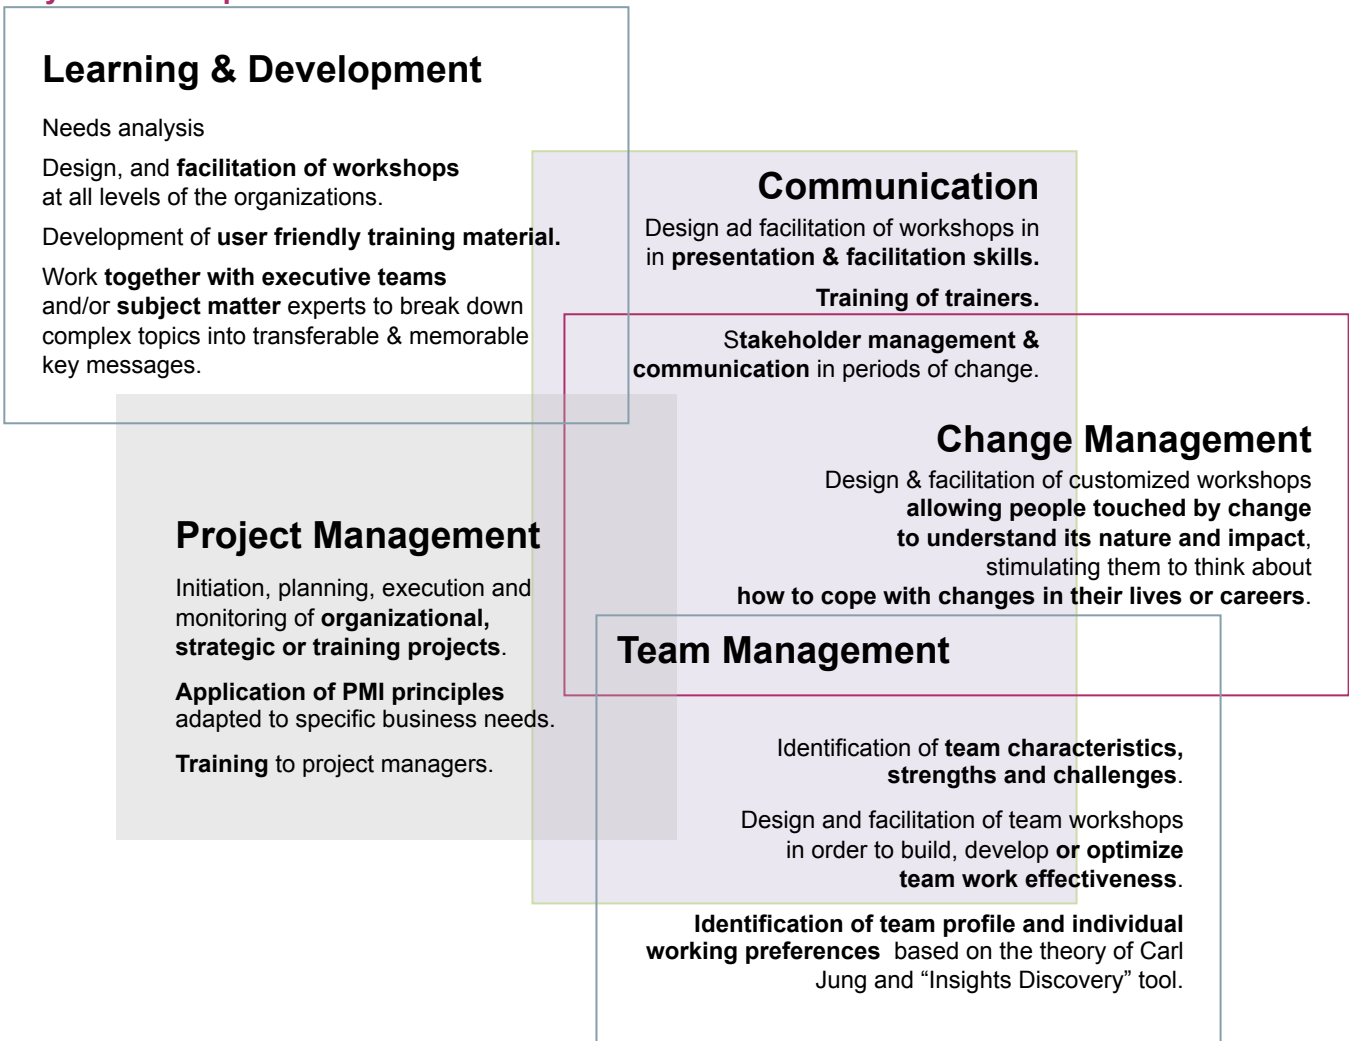 Learning & Development
Needs analysis
Design, and facilitation of workshops
at all levels of the organizations.
Development of user friendly training material.
Work together with executive teams
and/or subject matter experts to break down
complex topics into transferable & memorable
key messages.
Communication
Design ad facilitation of workshops in
in presentation & facilitation skills.
Training of trainers.
Stakeholder management &
communication in periods of change.
Change Management
Design & facilitation of customized workshops
allowing people touched by change
to understand its nature and impact,
stimulating them to think about
how to cope with changes in their lives or careers.
Project Management
Initiation, planning, execution and
monitoring of organizational,
strategic or training projects.
Application of PMI principles
adapted to specific business needs.
Training to project managers.
Team Management
Identification of team characteristics,
strengths and challenges.
Design and facilitation of team workshops
in order to build, develop or optimize
team work effectiveness.
Identification of team profile and individual
working preferences based on the theory of Carl
Jung and “Insights Discovery” tool.